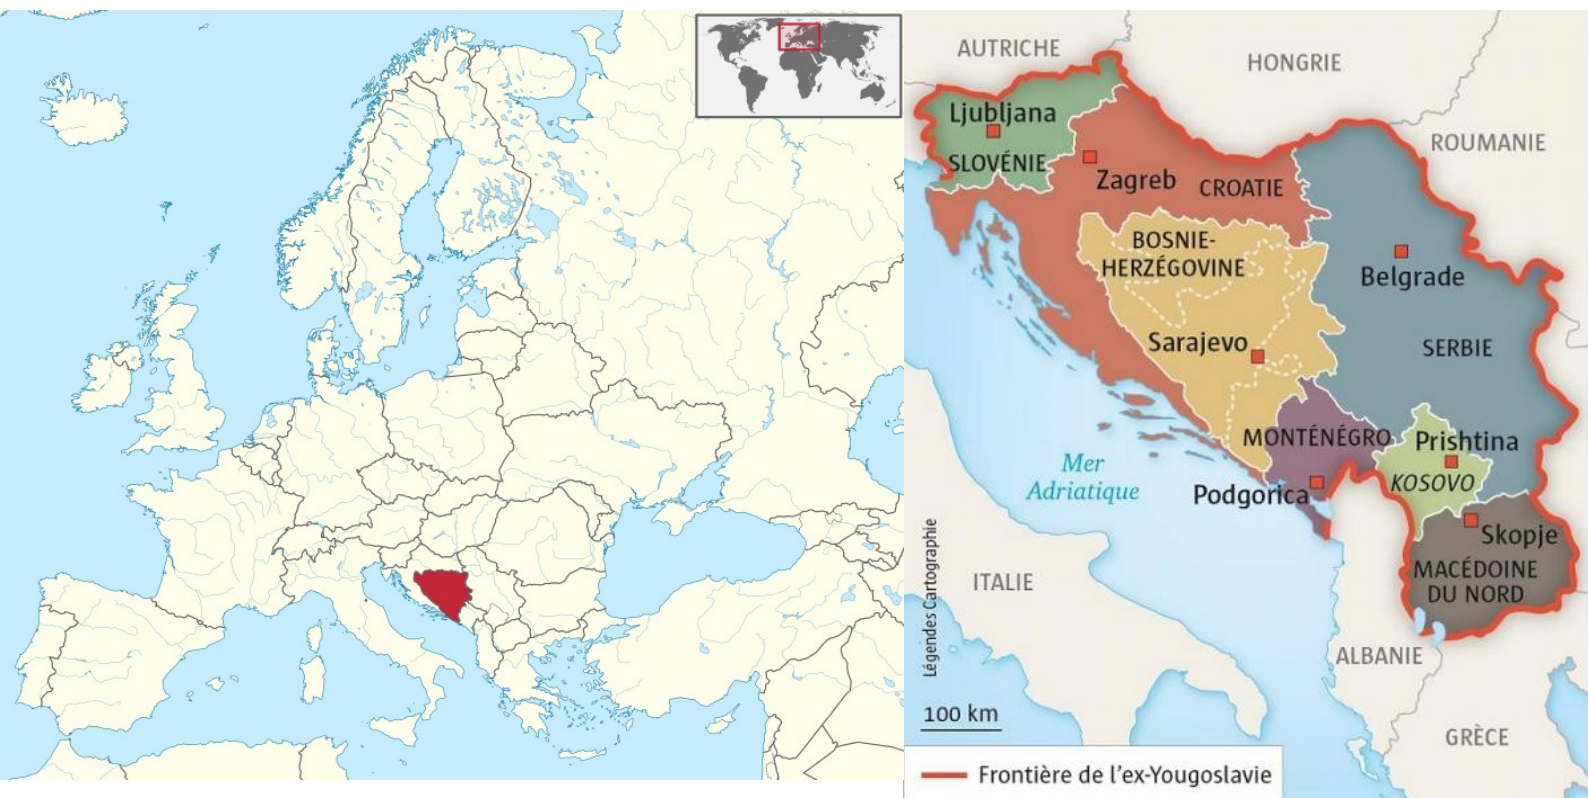 AUTRICHE
HONGRIE
Ljubljana
ROUMANIE
SLOVÉNIE
Zagreb
CROATIE
BOSNIE-
HERZÉGOVINE
Belgrade
Sarajevo
SERBIE
MONTÉNÉGRO
Prishtina
Mer
Adriatique
KOSOVO
Podgorica
Skopje
ITALIE
MACÉDOINE
DU NORD
Légendes Cartographie
ALBANIE
100 km
GRÈCE
Frontière de l'ex-Yougoslavie